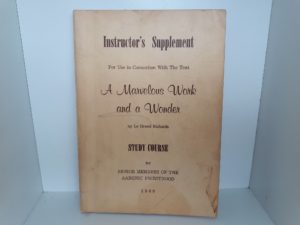 Instructor's Supplement
For Use in Connection With The Text
A Marvelous Work
and a Wonder
by Le Grand Richards
STUDY COURSE
for
SENIOR MEMBERS OF THE
AARONIC PRIESTHOOD